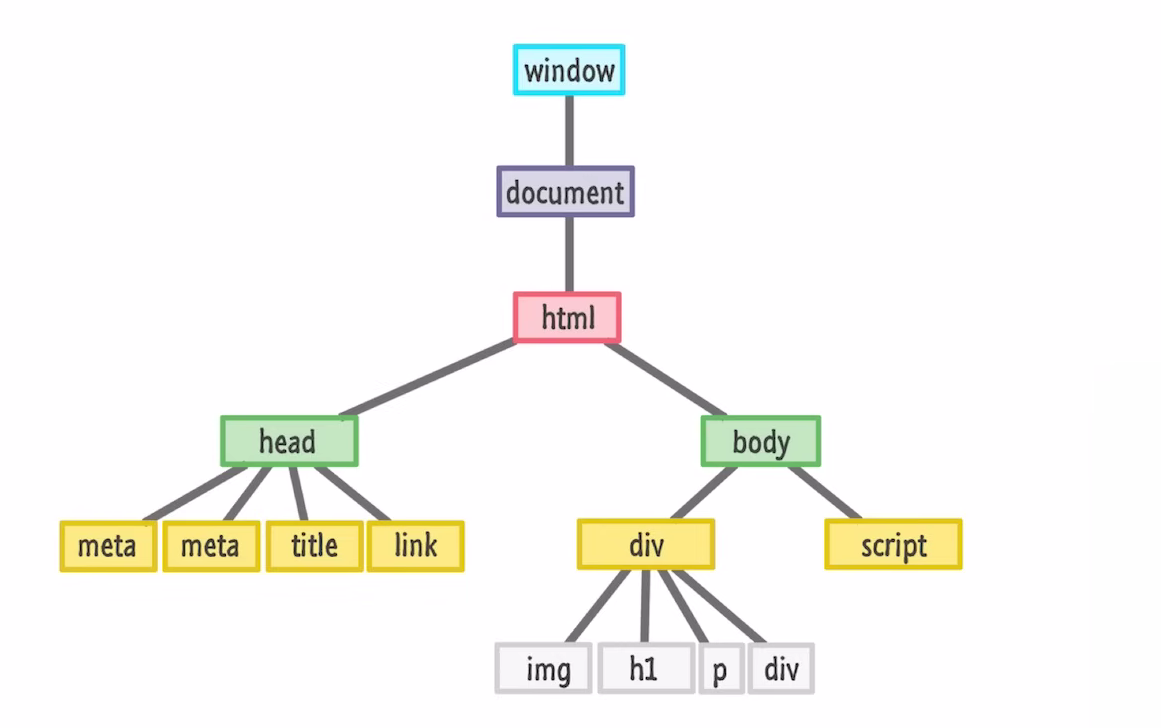 window
document
html
head body
meta meta title link div script
img h1 p div